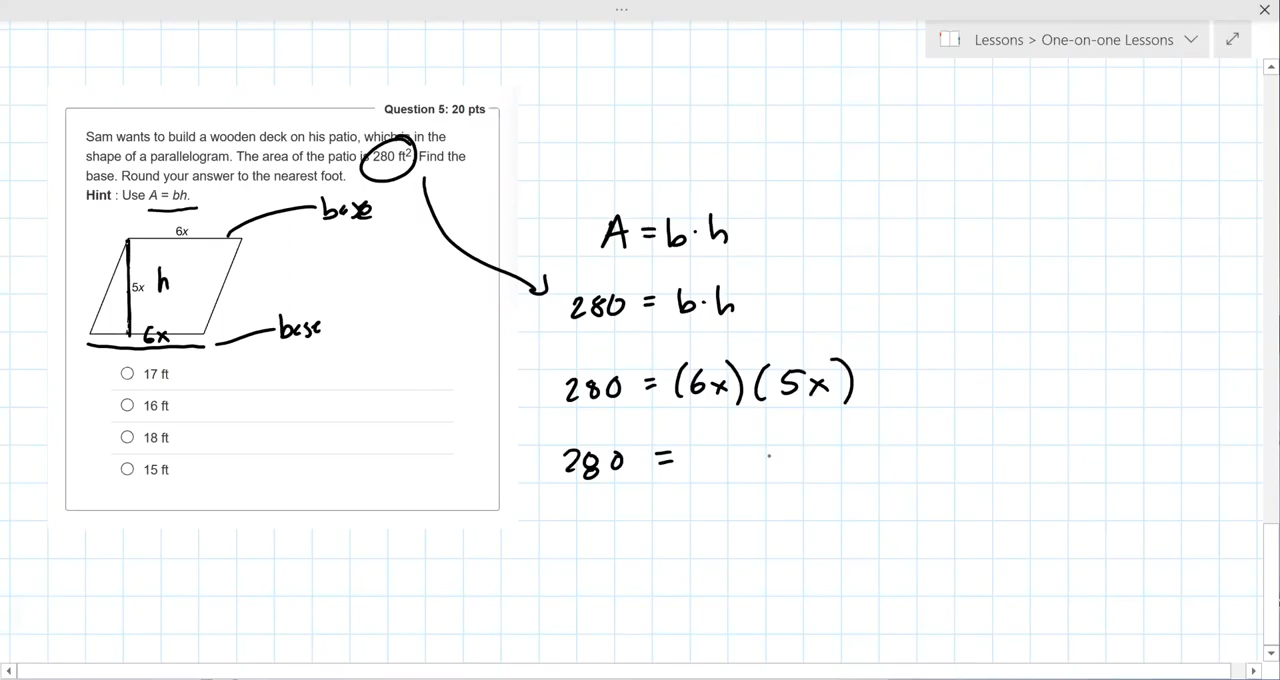 Lessons > One-on-one Lessons
Question 5: 20 pts
Sam wants to build a wooden deck on his patio, which is in the
shape of a parallelogram. The area of the patio is 280 ft². Find the
base. Round your answer to the nearest foot.
Hint : Use A = bh.
base
6x
5x
h
6x
base
17 ft
16 ft
18 ft
15 ft
A = b·h
280 = b·h
280 = (6x)(5x)
280 =